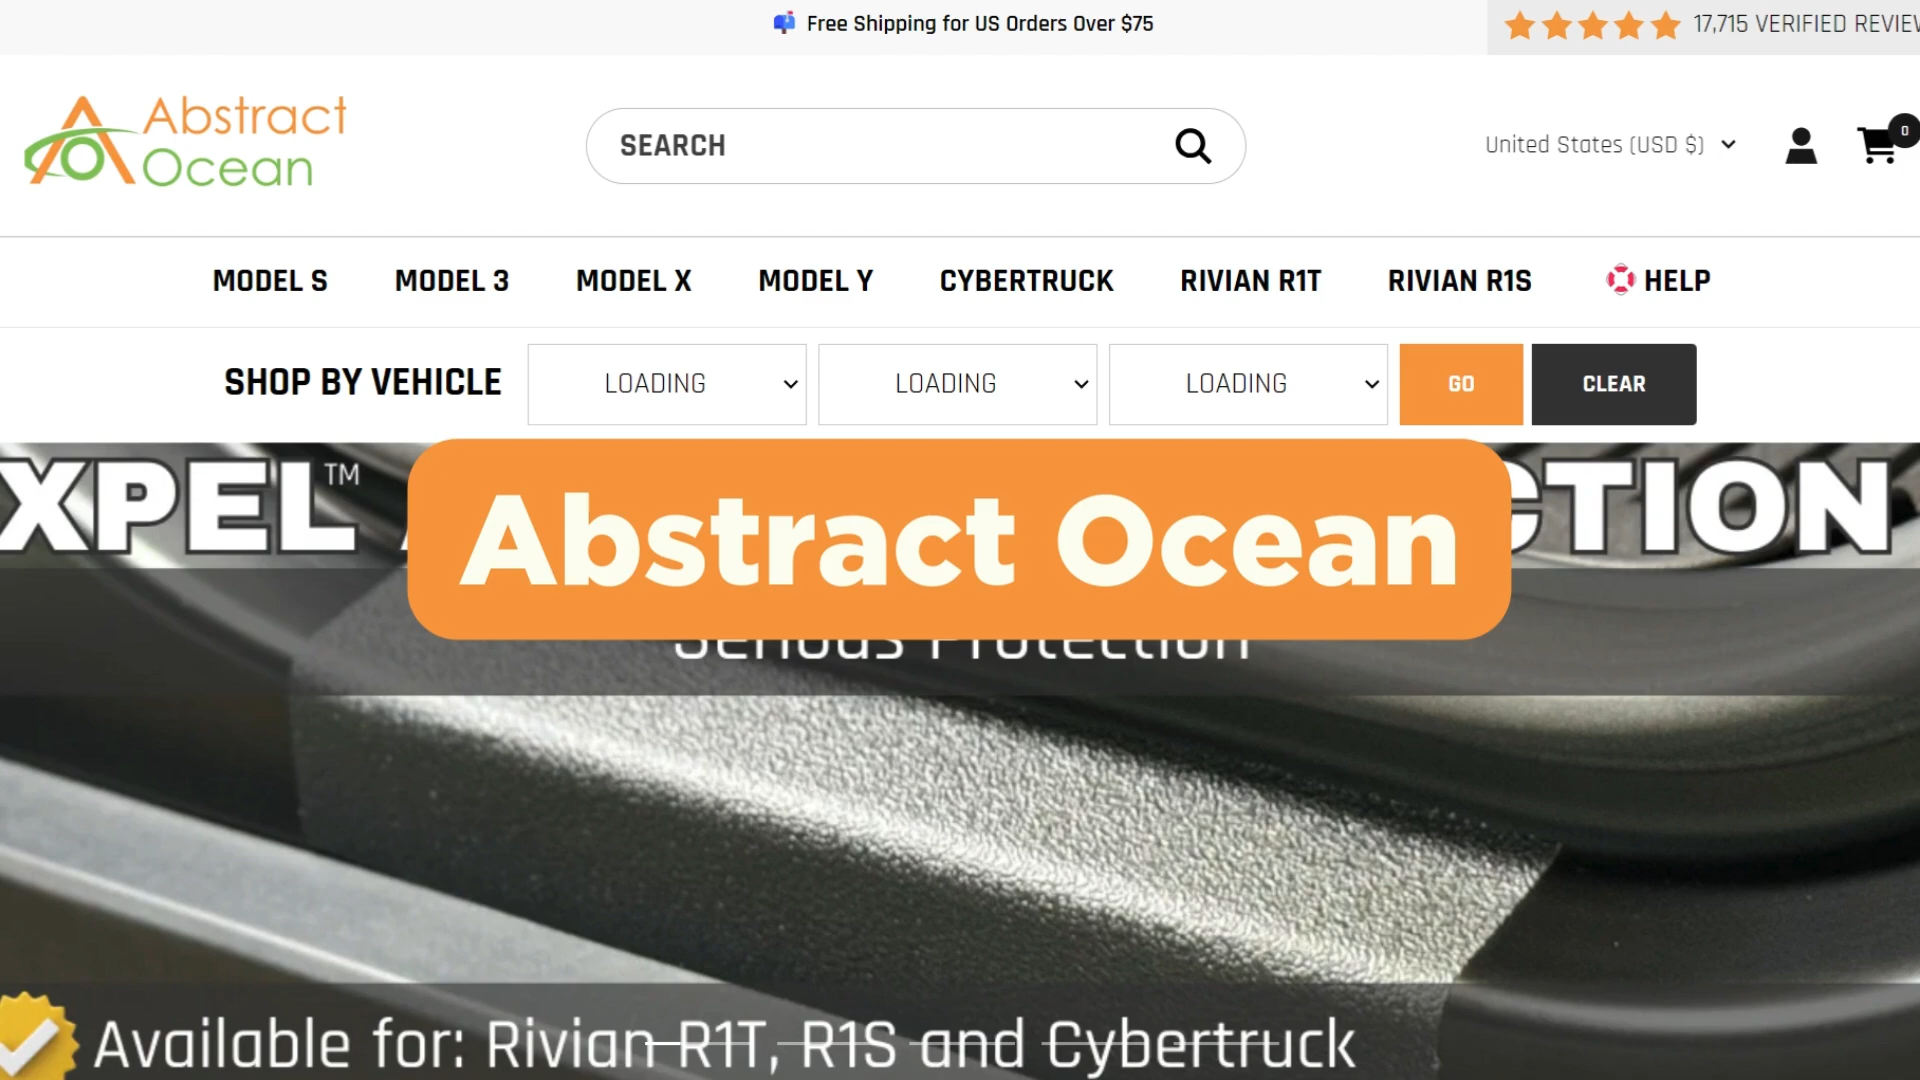 Free Shipping for US Orders Over $75
17,715 VERIFIED
Abstract
Ocean
SEARCH
United States (USD $)
0
MODEL S
MODEL 3
MODEL X
MODEL Y
CYBERTRUCK
RIVIAN R1T
RIVIAN R1S
HELP
SHOP BY VEHICLE
LOADING
LOADING
LOADING
GO
CLEAR
XPEL™
Abstract Ocean
Serious Protection
Available for: Rivian R1T, R1S and Cybertruck